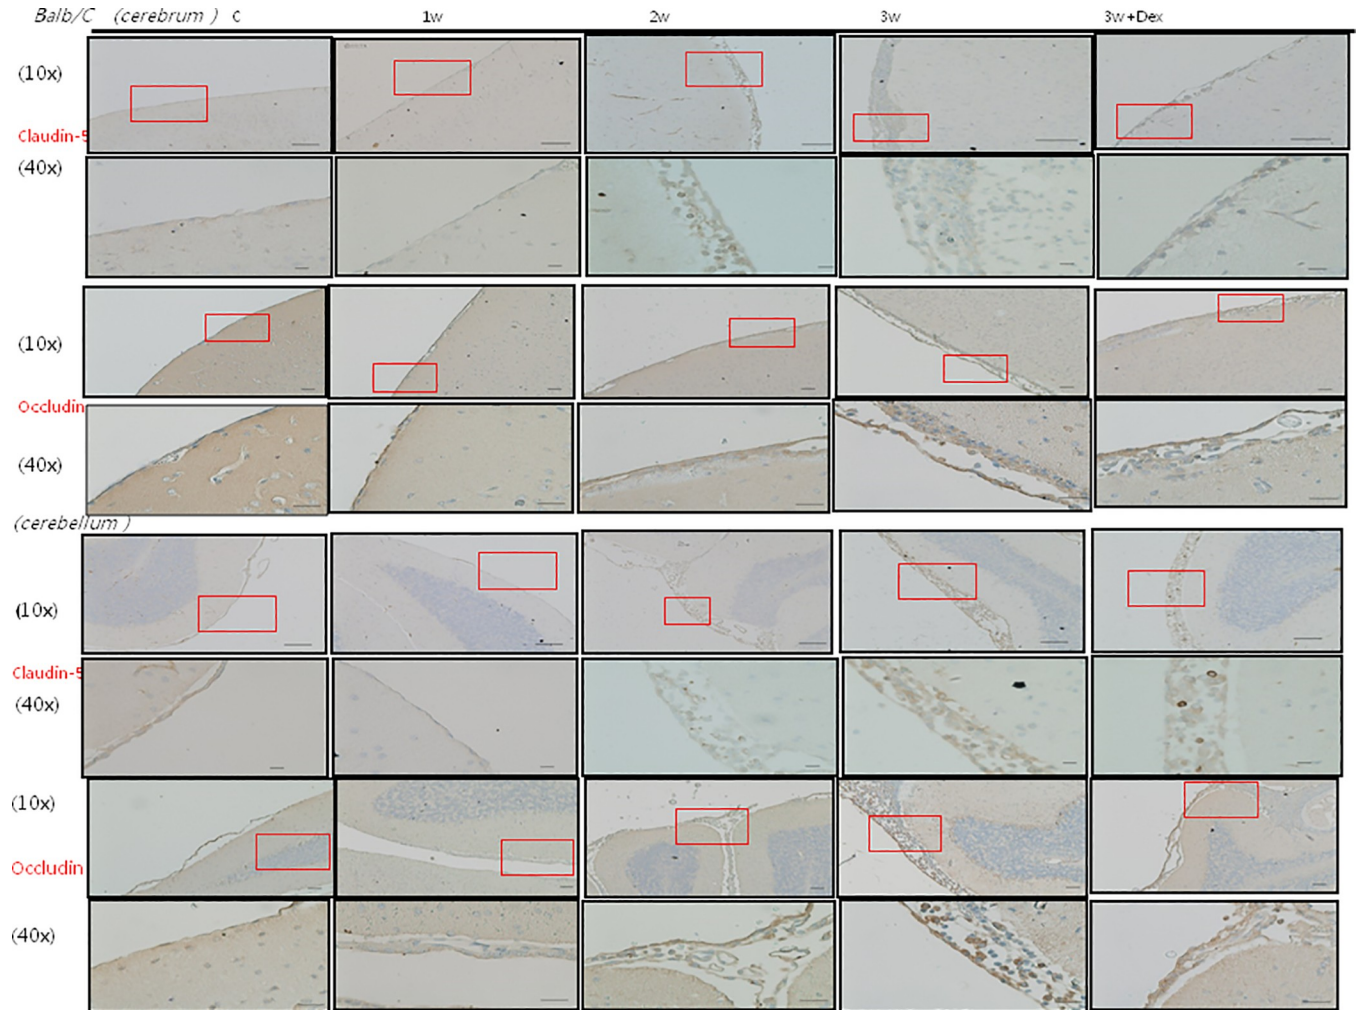 Balb/C (cerebrum ) C 1w 2w 3w 3w +Dex
(10x)
Claudin-5
(40x)
(10x)
Occludin
(40x)
(cerebellum )
(10x)
Claudin-5
(40x)
(10x)
Occludin
(40x)